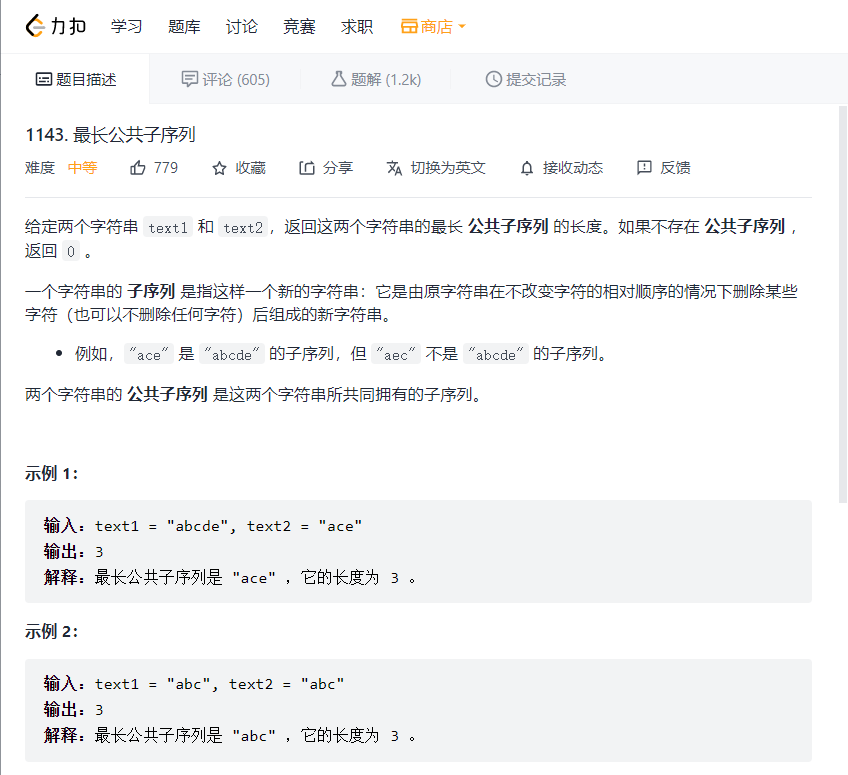 力扣 学习 题库 讨论 竞赛 求职 商店
题目描述 评论 (605) 题解 (1.2k) 提交记录
1143. 最长公共子序列
难度 中等 779 收藏 分享 切换为英文 接收动态 反馈
给定两个字符串 text1 和 text2，返回这两个字符串的最长 公共子序列 的长度。如果不存在 公共子序列 ，
返回 0 。
一个字符串的 子序列 是指这样一个新的字符串：它是由原字符串在不改变字符的相对顺序的情况下删除某些
字符（也可以不删除任何字符）后组成的新字符串。
• 例如，"ace" 是 "abcde" 的子序列，但 "aec" 不是 "abcde" 的子序列。
两个字符串的 公共子序列 是这两个字符串所共同拥有的子序列。
示例 1：
输入：text1 = "abcde", text2 = "ace"
输出：3
解释：最长公共子序列是 "ace" ，它的长度为 3 。
示例 2：
输入：text1 = "abc", text2 = "abc"
输出：3
解释：最长公共子序列是 "abc" ，它的长度为 3 。